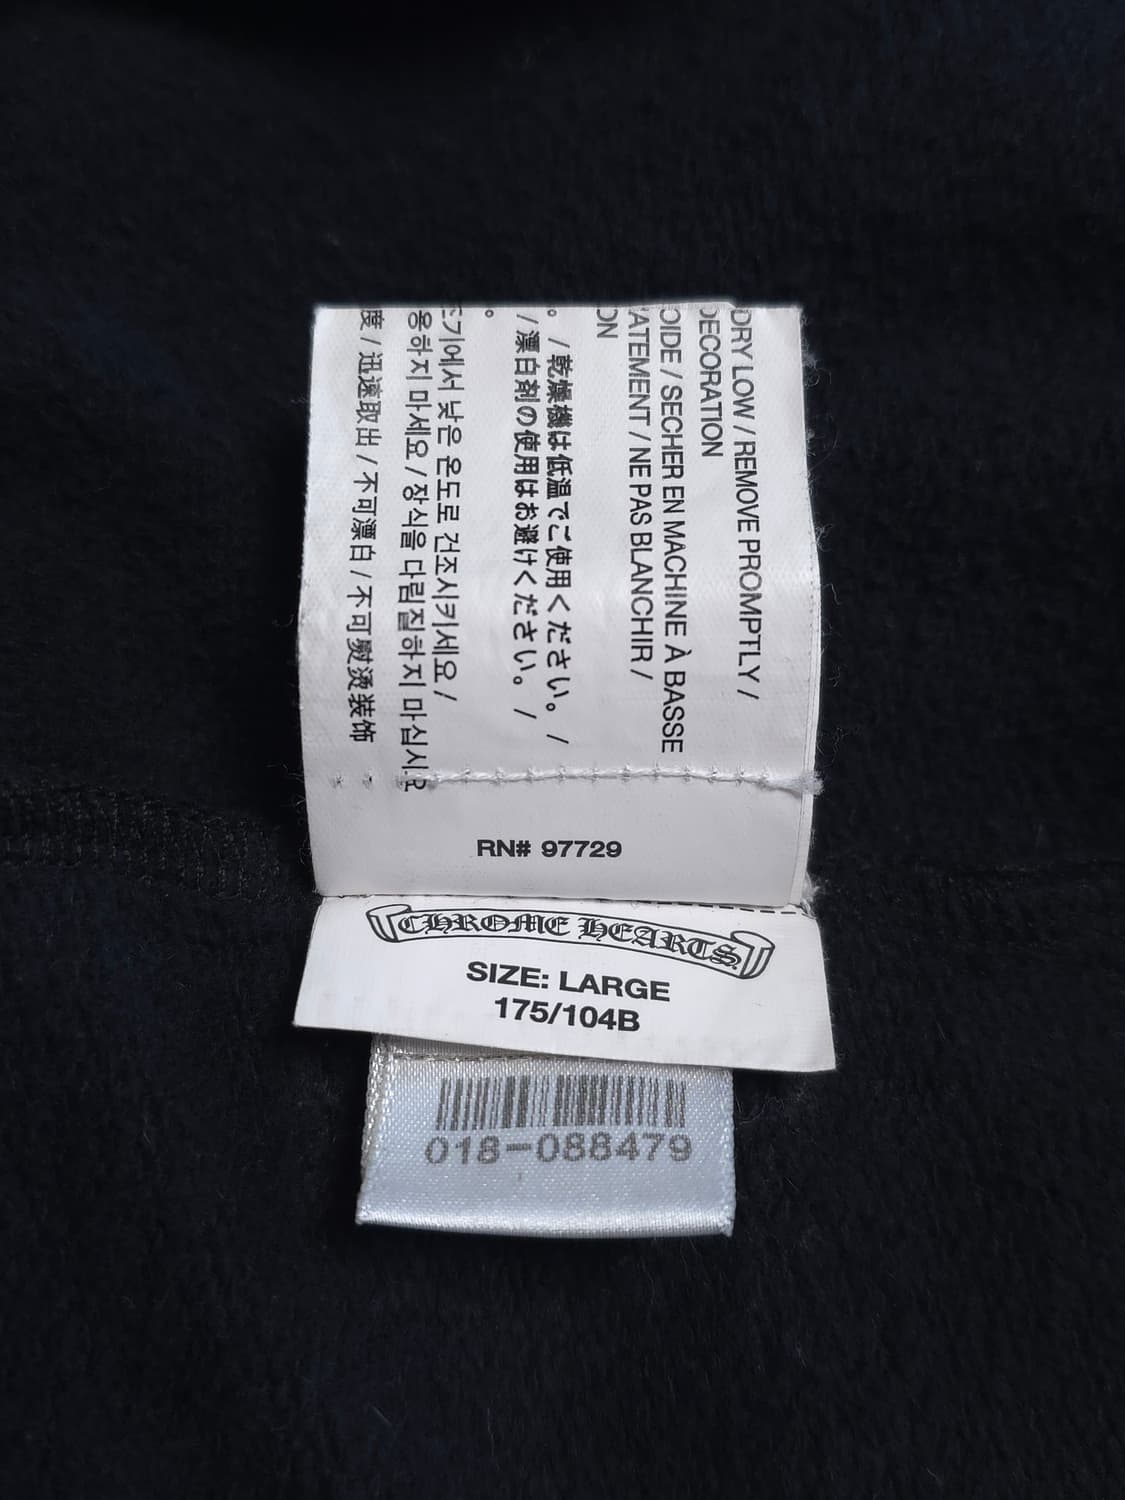 DRY LOW / REMOVE PROMPTLY /
DECORATION
OIDE / SECHER EN MACHINE À BASSE
ATEMENT / NE PAS BLANCHIR /
ON
。/ 乾燥機は低温でご使用ください。/
/ 漂白剤の使用はお避けください。/
。
조기에서 낮은 온도로 건조시키세요 /
용하지 마세요 / 장식을 다림질하지 마십시요
度 / 迅速取出 / 不可漂白 / 不可熨烫装饰
RN# 97729
CHROME HEARTS
SIZE: LARGE
175/104B
018-088479